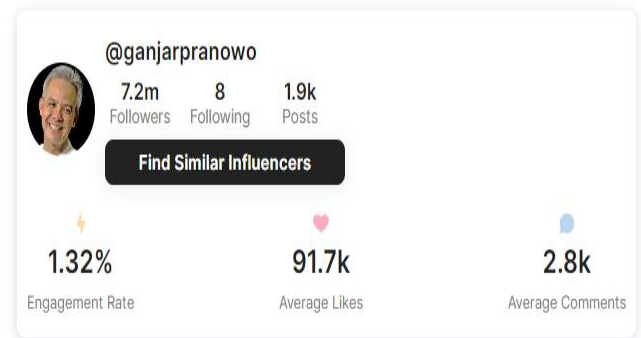 @ganjarpranowo
7.2m 8 1.9k
Followers Following Posts
Find Similar Influencers
1.32% 91.7k 2.8k
Engagement Rate Average Likes Average Comments